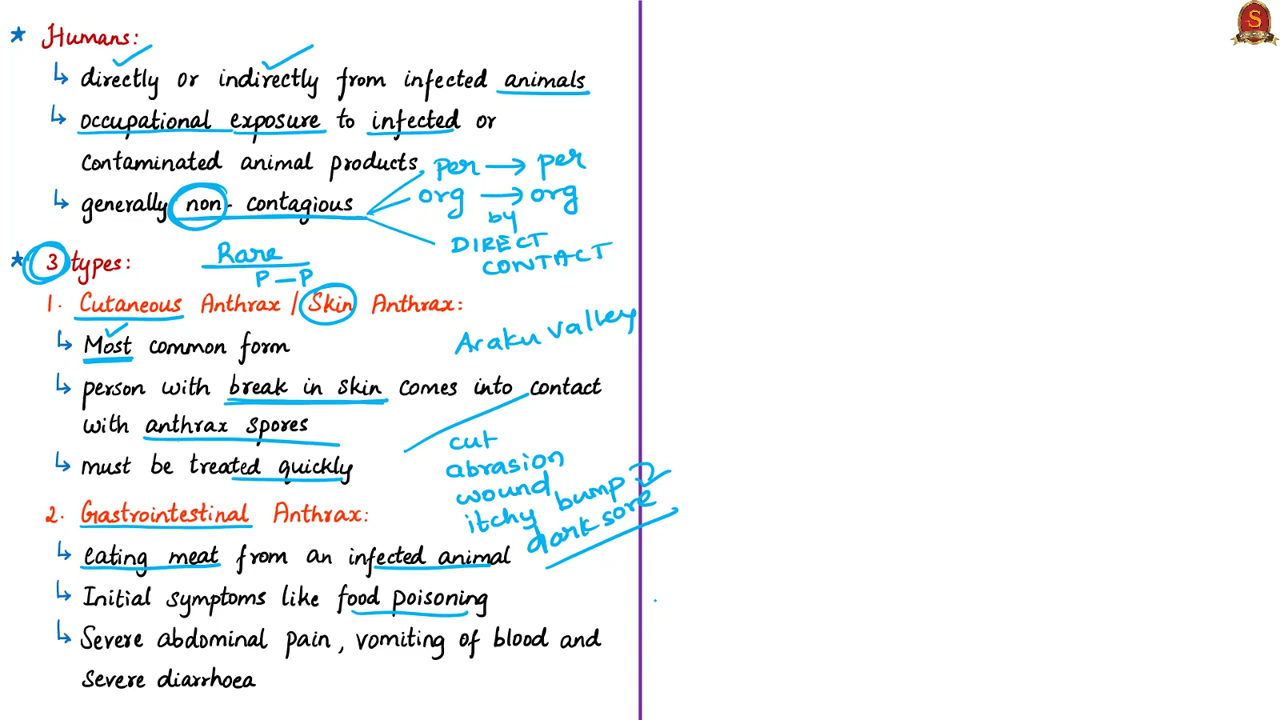 * Humans:
↳ directly or indirectly from infected animals
↳ occupational exposure to infected or
contaminated animal products
↳ generally non-contagious
per → per
org → org
by
DIRECT
CONTACT
* 3 types:
Rare
P-P
1. Cutaneous Anthrax / Skin Anthrax:
↳ Most common form
Araku valley
↳ person with break in skin comes into contact
with anthrax spores
cut
abrasion
wound
itchy bump
dark sore
↳ must be treated quickly
2. Gastrointestinal Anthrax:
↳ eating meat from an infected animal
↳ Initial symptoms like food poisoning
↳ Severe abdominal pain, vomiting of blood and
severe diarrhoea
S